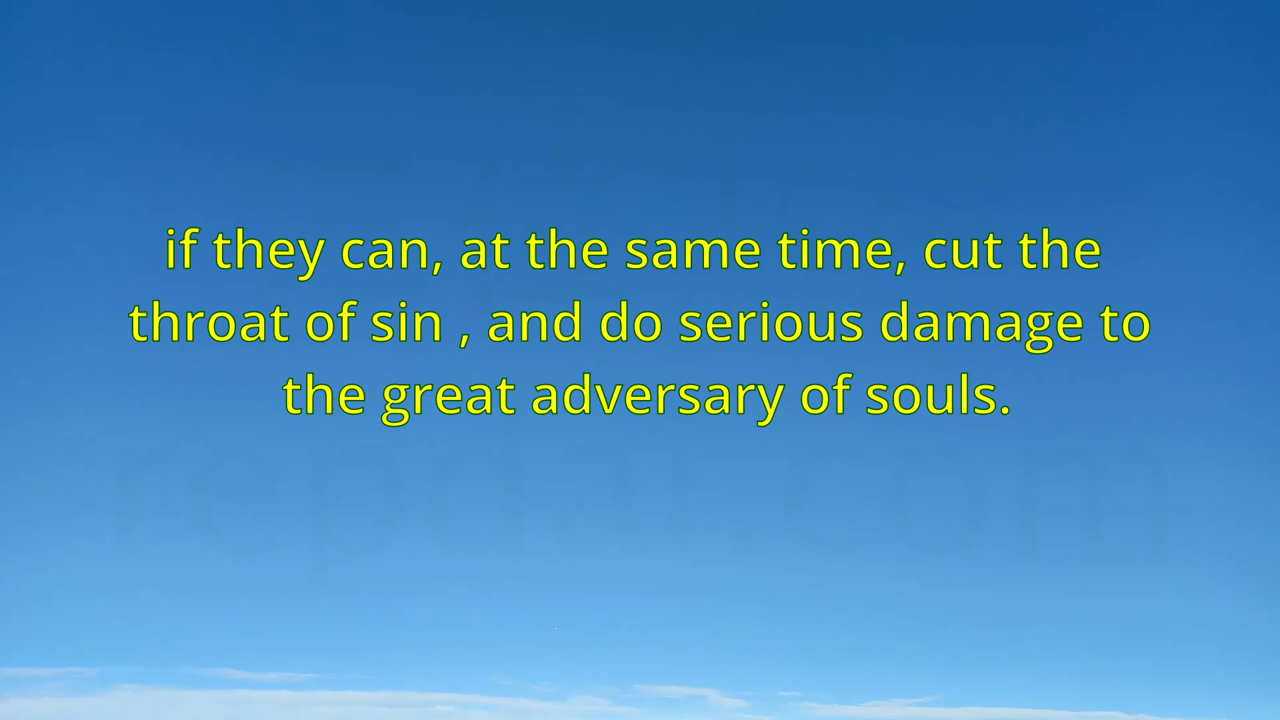 if they can, at the same time, cut the
throat of sin , and do serious damage to
the great adversary of souls.